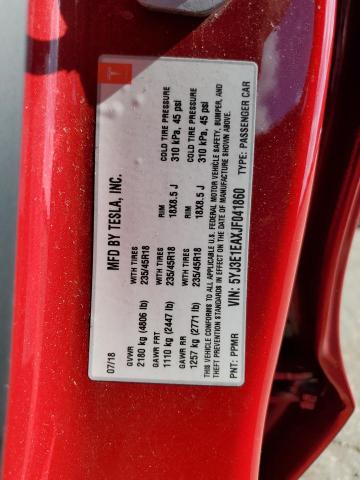 MFD BY TESLA, INC.
07/18
GVWR WITH TIRES RIM COLD TIRE PRESSURE
2180 kg (4806 lb) 235/45R18 18X8.5 J 310 kPa, 45 psi
GAWR FRT WITH TIRES RIM COLD TIRE PRESSURE
1110 kg (2447 lb) 235/45R18 18X8.5 J 310 kPa, 45 psi
GAWR RR
1257 kg (2771 lb) 235/45R18
THIS VEHICLE CONFORMS TO ALL APPLICABLE U.S. FEDERAL MOTOR VEHICLE SAFETY, BUMPER, AND
THEFT PREVENTION STANDARDS IN EFFECT ON THE DATE OF MANUFACTURE SHOWN ABOVE.
VIN: 5YJ3E1EAXJF041860
PNT: PPMR TYPE: PASSENGER CAR